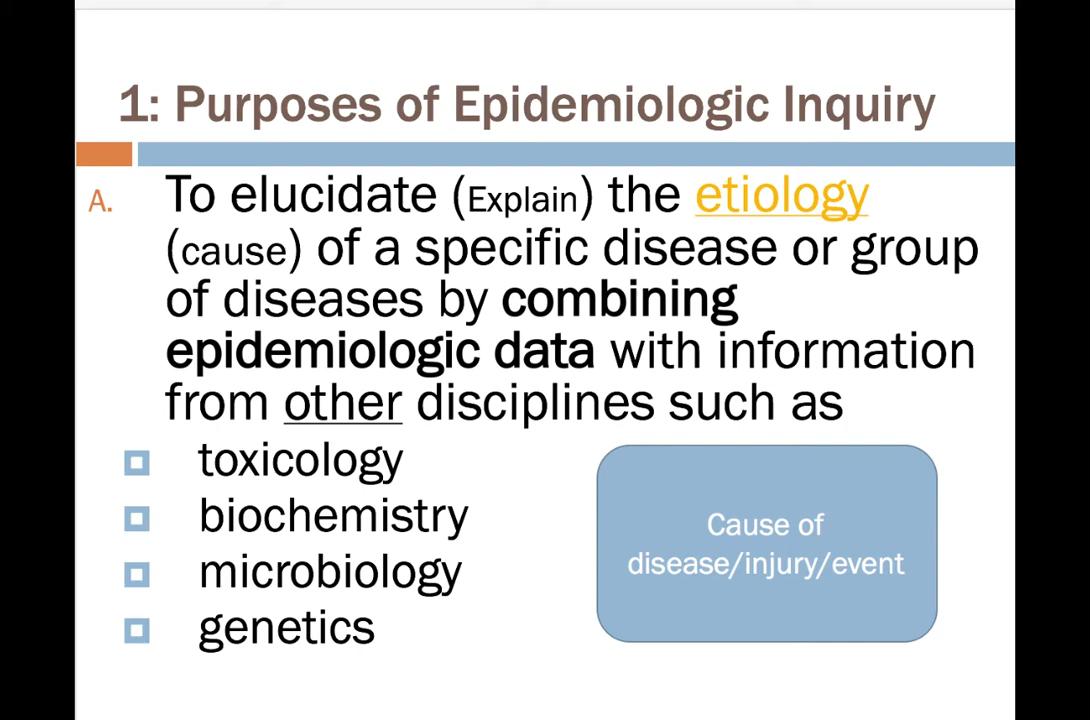 1: Purposes of Epidemiologic Inquiry
A. To elucidate (Explain) the etiology
(cause) of a specific disease or group
of diseases by combining
epidemiologic data with information
from other disciplines such as
toxicology
biochemistry
microbiology
genetics
Cause of
disease/injury/event